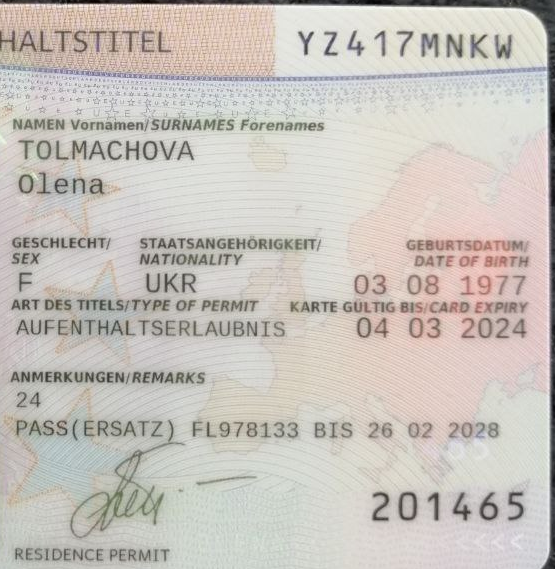 HALTSTITEL YZ417MNKW
NAMEN Vornamen/SURNAMES Forenames
TOLMACHOVA
Olena
GESCHLECHT/ STAATSANGEHÖRIGKEIT/ GEBURTSDATUM/
SEX NATIONALITY DATE OF BIRTH
F UKR 03 08 1977
ART DES TITELS/TYPE OF PERMIT KARTE GÜLTIG BIS/CARD EXPIRY
AUFENTHALTSERLAUBNIS 04 03 2024
ANMERKUNGEN/REMARKS
24
PASS(ERSATZ) FL978133 BIS 26 02 2028
201465
RESIDENCE PERMIT